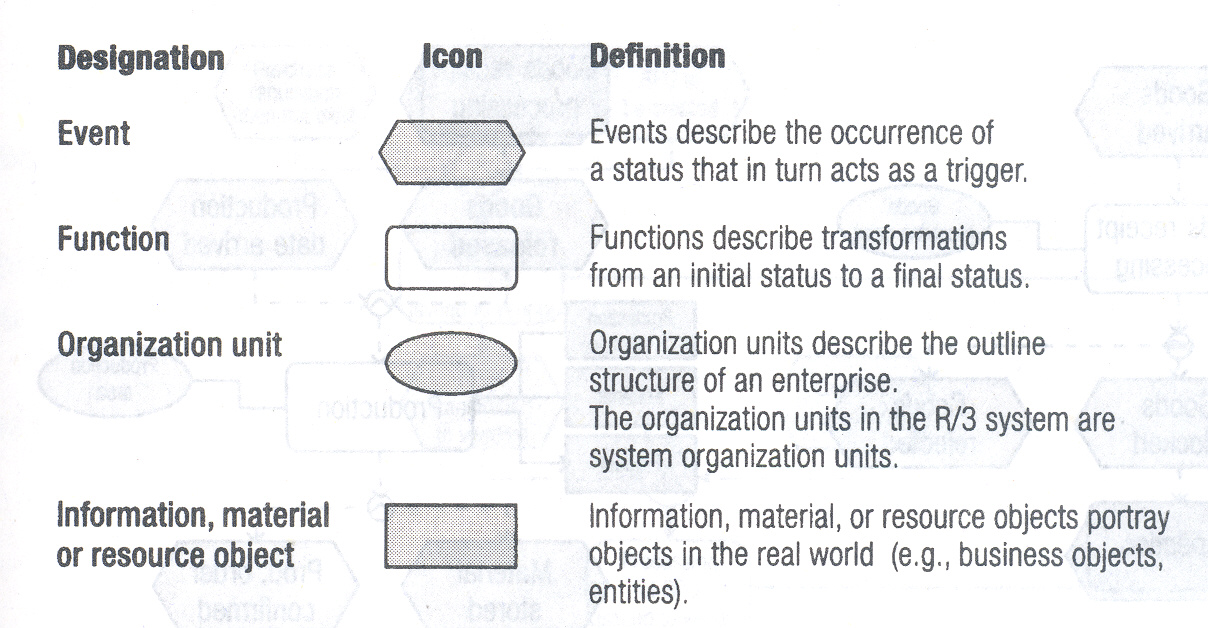 Designation Icon Definition
Event
Events describe the occurrence of
a status that in turn acts as a trigger.
Function
Functions describe transformations
from an initial status to a final status.
Organization unit
Organization units describe the outline
structure of an enterprise.
The organization units in the R/3 system are
system organization units.
Information, material
or resource object
Information, material, or resource objects portray
objects in the real world (e.g., business objects,
entities).